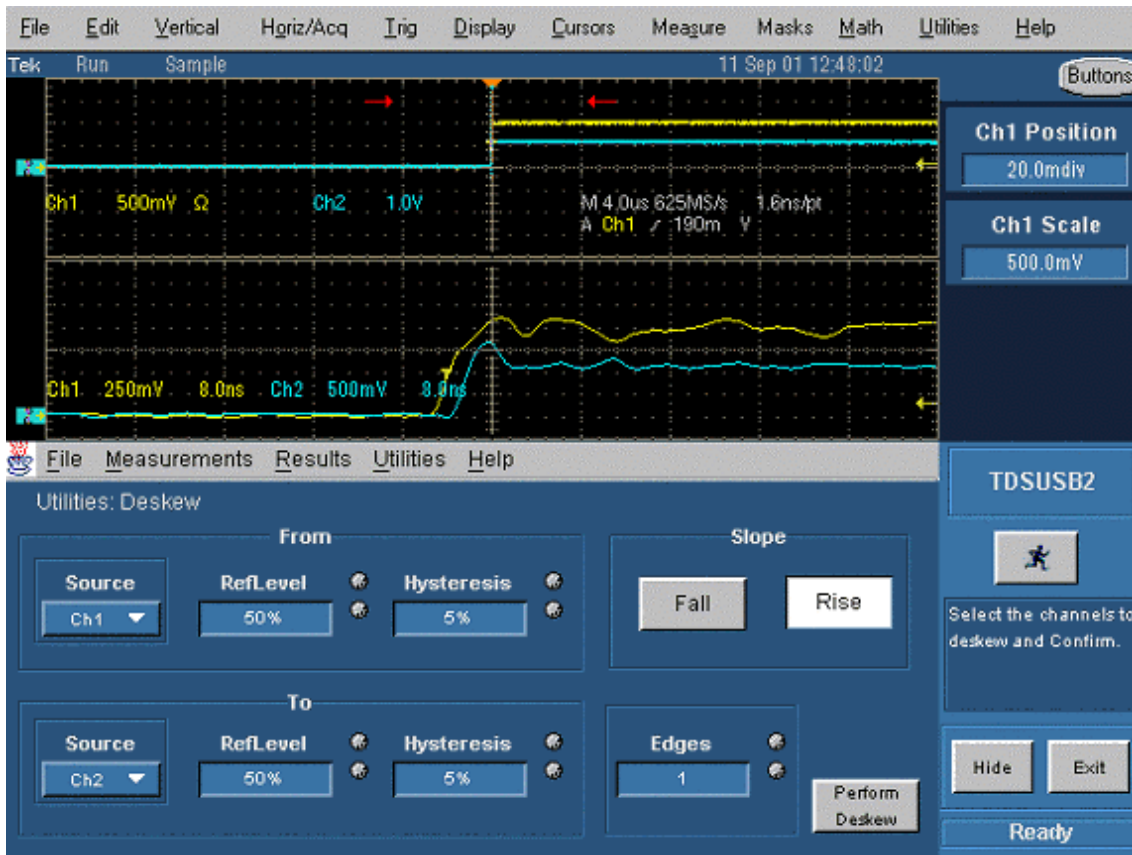 File Edit Vertical Horiz/Acq Trig Display Cursors Measure Masks Math Utilities Help
Tek Run Sample 11 Sep 01 12:48:02
Buttons
Ch1 Position
20.0mdiv
Ch1 500mV Ω Ch2 1.0V M 4.0us 625MS/s 1.6ns/pt
A Ch1 190m V
Ch1 Scale
500.0mV
Ch1 250mV 8.0ns Ch2 500mV 8.0ns
File Measurements Results Utilities Help
TDSUSB2
Utilities: Deskew
From
Source RefLevel Hysteresis
Ch1 50% 5%
Slope
Fall Rise
Select the channels to
deskew and Confirm.
To
Source RefLevel Hysteresis
Ch2 50% 5%
Edges
1
Perform
Deskew
Hide Exit
Ready